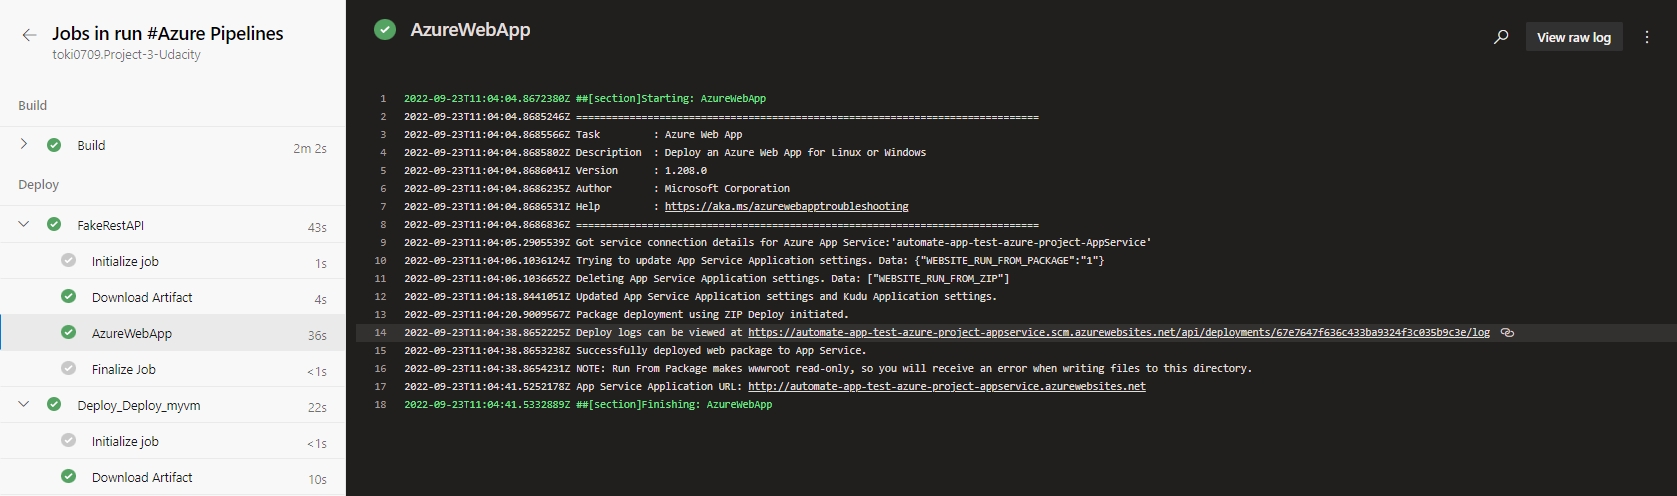 Jobs in run #Azure Pipelines
toki0709.Project-3-Udacity
Build
Build 2m 2s
Deploy
FakeRestAPI 43s
Initialize job 1s
Download Artifact 4s
AzureWebApp 36s
Finalize Job <1s
Deploy_Deploy_myvm 22s
Initialize job <1s
Download Artifact 10s
AzureWebApp
View raw log
1 2022-09-23T11:04:04.8672380Z ##[section]Starting: AzureWebApp
2 2022-09-23T11:04:04.8685246Z ==============================================================================
3 2022-09-23T11:04:04.8685566Z Task         : Azure Web App
4 2022-09-23T11:04:04.8685802Z Description  : Deploy an Azure Web App for Linux or Windows
5 2022-09-23T11:04:04.8686041Z Version      : 1.208.0
6 2022-09-23T11:04:04.8686235Z Author       : Microsoft Corporation
7 2022-09-23T11:04:04.8686531Z Help         : https://aka.ms/azurewebapptroubleshooting
8 2022-09-23T11:04:04.8686836Z ==============================================================================
9 2022-09-23T11:04:05.2905539Z Got service connection details for Azure App Service:'automate-app-test-azure-project-AppService'
10 2022-09-23T11:04:06.1036124Z Trying to update App Service Application settings. Data: {"WEBSITE_RUN_FROM_PACKAGE":"1"}
11 2022-09-23T11:04:06.1036652Z Deleting App Service Application settings. Data: ["WEBSITE_RUN_FROM_ZIP"]
12 2022-09-23T11:04:18.8441051Z Updated App Service Application settings and Kudu Application settings.
13 2022-09-23T11:04:20.9009567Z Package deployment using ZIP Deploy initiated.
14 2022-09-23T11:04:38.8652225Z Deploy logs can be viewed at https://automate-app-test-azure-project-appservice.scm.azurewebsites.net/api/deployments/67e7647f636c433ba9324f3c035b9c3e/log
15 2022-09-23T11:04:38.8653238Z Successfully deployed web package to App Service.
16 2022-09-23T11:04:38.8654231Z NOTE: Run From Package makes wwwroot read-only, so you will receive an error when writing files to this directory.
17 2022-09-23T11:04:41.5252178Z App Service Application URL: http://automate-app-test-azure-project-appservice.azurewebsites.net
18 2022-09-23T11:04:41.5332889Z ##[section]Finishing: AzureWebApp